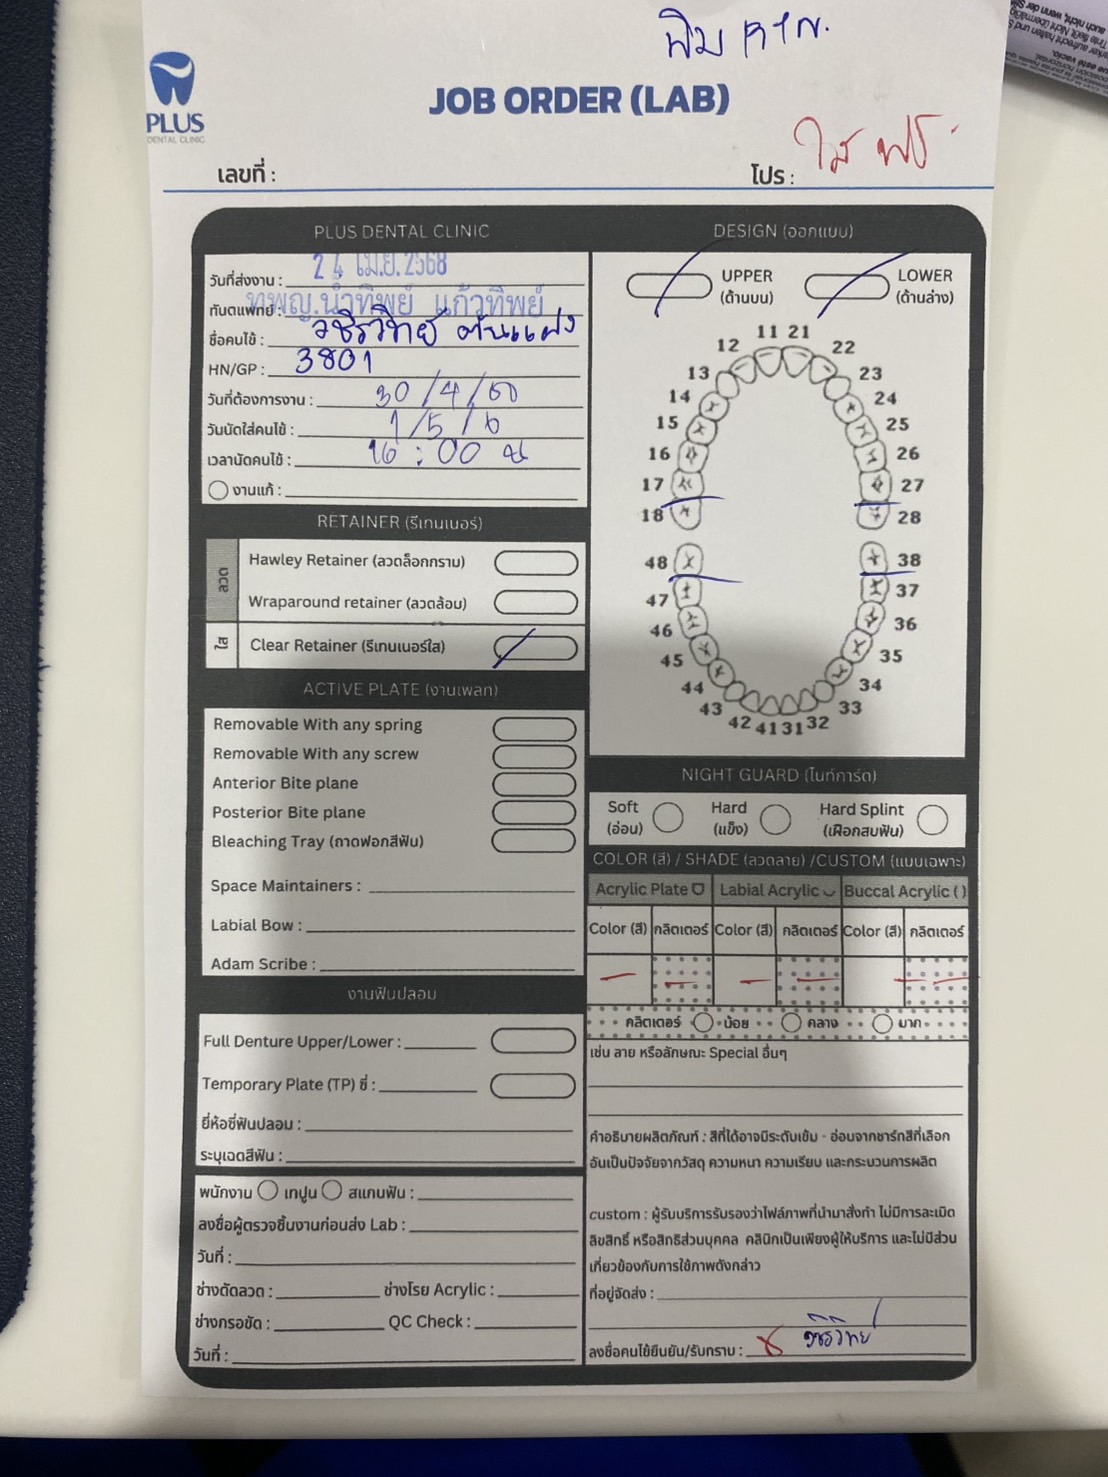 พิม
JOB ORDER (LAB)
PLUS
DENTAL CLINIC
เลขที่ :
โปร : ใส ฟรี
PLUS DENTAL CLINIC
วันที่ส่งงาน : 24 เม.ย. 2568
ทันตแพทย์ : ทพญ.น้ำทิพย์ แก้วทิพย์
ชื่อคนไข้ : วชิรวิทย์
HN/GP : 3801
วันที่ต้องการงาน : 30/4/68
วันนัดใส่คนไข้ : 1/5/6
เวลานัดคนไข้ : 16:00 น
งานแก้ :
RETAINER (รีเทนเนอร์)
ลวด
Hawley Retainer (ลวดล็อกกราม)
Wraparound retainer (ลวดล้อม)
ใส
Clear Retainer (รีเทนเนอร์ใส)
ACTIVE PLATE (งานเพลท)
Removable With any spring
Removable With any screw
Anterior Bite plane
Posterior Bite plane
Bleaching Tray (ถาดฟอกสีฟัน)
Space Maintainers :
Labial Bow :
Adam Scribe :
งานฟันปลอม
Full Denture Upper/Lower :
Temporary Plate (TP) ซี่ :
ยี่ห้อซี่ฟันปลอม :
ระบุเฉดสีฟัน :
พนักงาน เทปูน สแกนฟัน :
ลงชื่อผู้ตรวจชิ้นงานก่อนส่ง Lab :
วันที่ :
ช่างดัดลวด : ช่างโรย Acrylic :
ช่างกรอขัด : QC Check :
วันที่ :
DESIGN (ออกแบบ)
UPPER
(ด้านบน)
LOWER
(ด้านล่าง)
11 21
12 22
13 23
14 24
15 25
16 26
17 27
18 28
48 38
47 37
46 36
45 35
44 34
43 33
42 41 31 32
NIGHT GUARD (ไนท์การ์ด)
Soft
(อ่อน)
Hard
(แข็ง)
Hard Splint
(เฝือกสบฟัน)
COLOR (สี) / SHADE (ลวดลาย) /CUSTOM (แบบเฉพาะ)
Acrylic Plate Labial Acrylic Buccal Acrylic ( )
Color (สี) กลิตเตอร์ Color (สี) กลิตเตอร์ Color (สี) กลิตเตอร์
กลิตเตอร์ น้อย กลาง มาก
เช่น ลาย หรือลักษณะ Special อื่นๆ
คำอธิบายผลิตภัณฑ์ : สีที่ได้อาจมีระดับเข้ม - อ่อนจากชาร์ทสีที่เลือก
อันเป็นปัจจัยจากวัสดุ ความหนา ความเรียบ และกระบวนการผลิต
custom : ผู้รับบริการรับรองว่าไฟล์ภาพที่นำมาสั่งทำ ไม่มีการละเมิด
ลิขสิทธิ์ หรือสิทธิส่วนบุคคล คลินิกเป็นเพียงผู้ให้บริการ และไม่มีส่วน
เกี่ยวข้องกับการใช้ภาพดังกล่าว
ที่อยู่จัดส่ง :
ลงชื่อคนไข้ยืนยัน/รับทราบ : x วชิรวิทย์